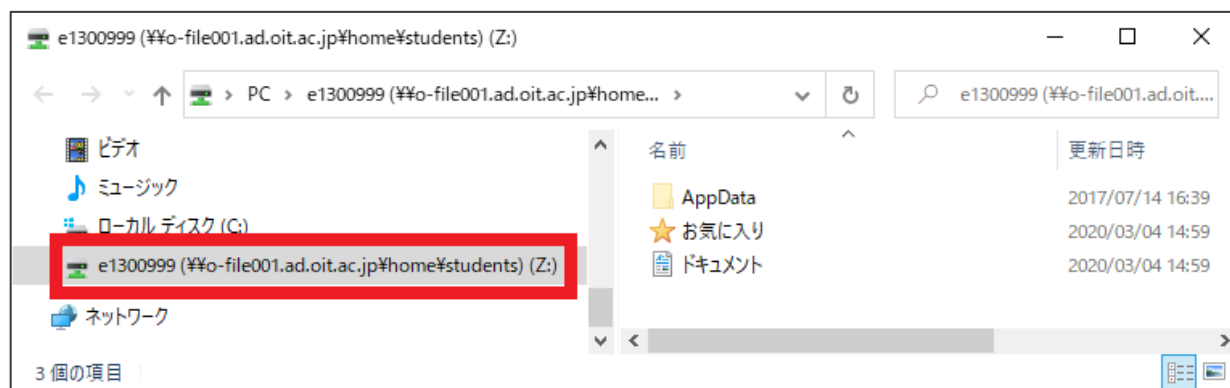 e1300999 (¥¥o-file001.ad.oit.ac.jp¥home¥students) (Z:)
PC › e1300999 (¥¥o-file001.ad.oit.ac.jp¥home... ›
e1300999 (¥¥o-file001.ad.oit....
ビデオ
ミュージック
ローカル ディスク (C:)
e1300999 (¥¥o-file001.ad.oit.ac.jp¥home¥students) (Z:)
ネットワーク
名前 更新日時
AppData 2017/07/14 16:39
お気に入り 2020/03/04 14:59
ドキュメント 2020/03/04 14:59
3 個の項目